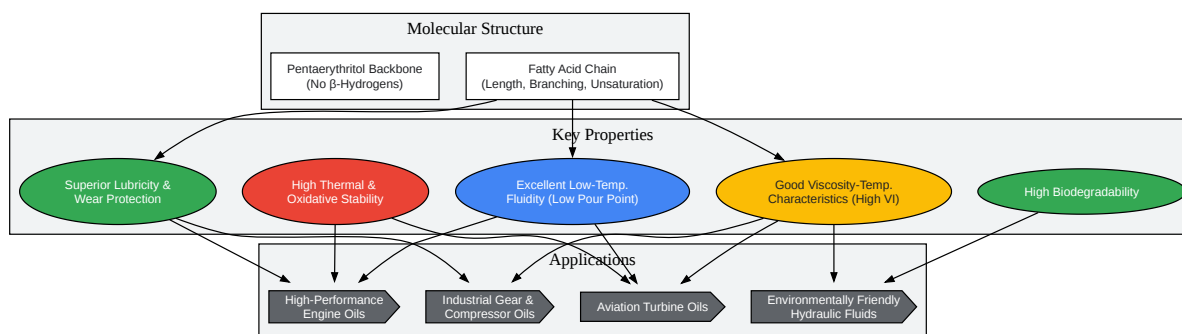 Molecular Structure
Pentaerythritol Backbone
(No β-Hydrogens)
Fatty Acid Chain
(Length, Branching, Unsaturation)
Key Properties
Superior Lubricity &
Wear Protection
High Thermal &
Oxidative Stability
Excellent Low-Temp.
Fluidity (Low Pour Point)
Good Viscosity-Temp.
Characteristics (High VI)
High Biodegradability
Applications
High-Performance
Engine Oils
Industrial Gear &
Compressor Oils
Aviation Turbine Oils
Environmentally Friendly
Hydraulic Fluids